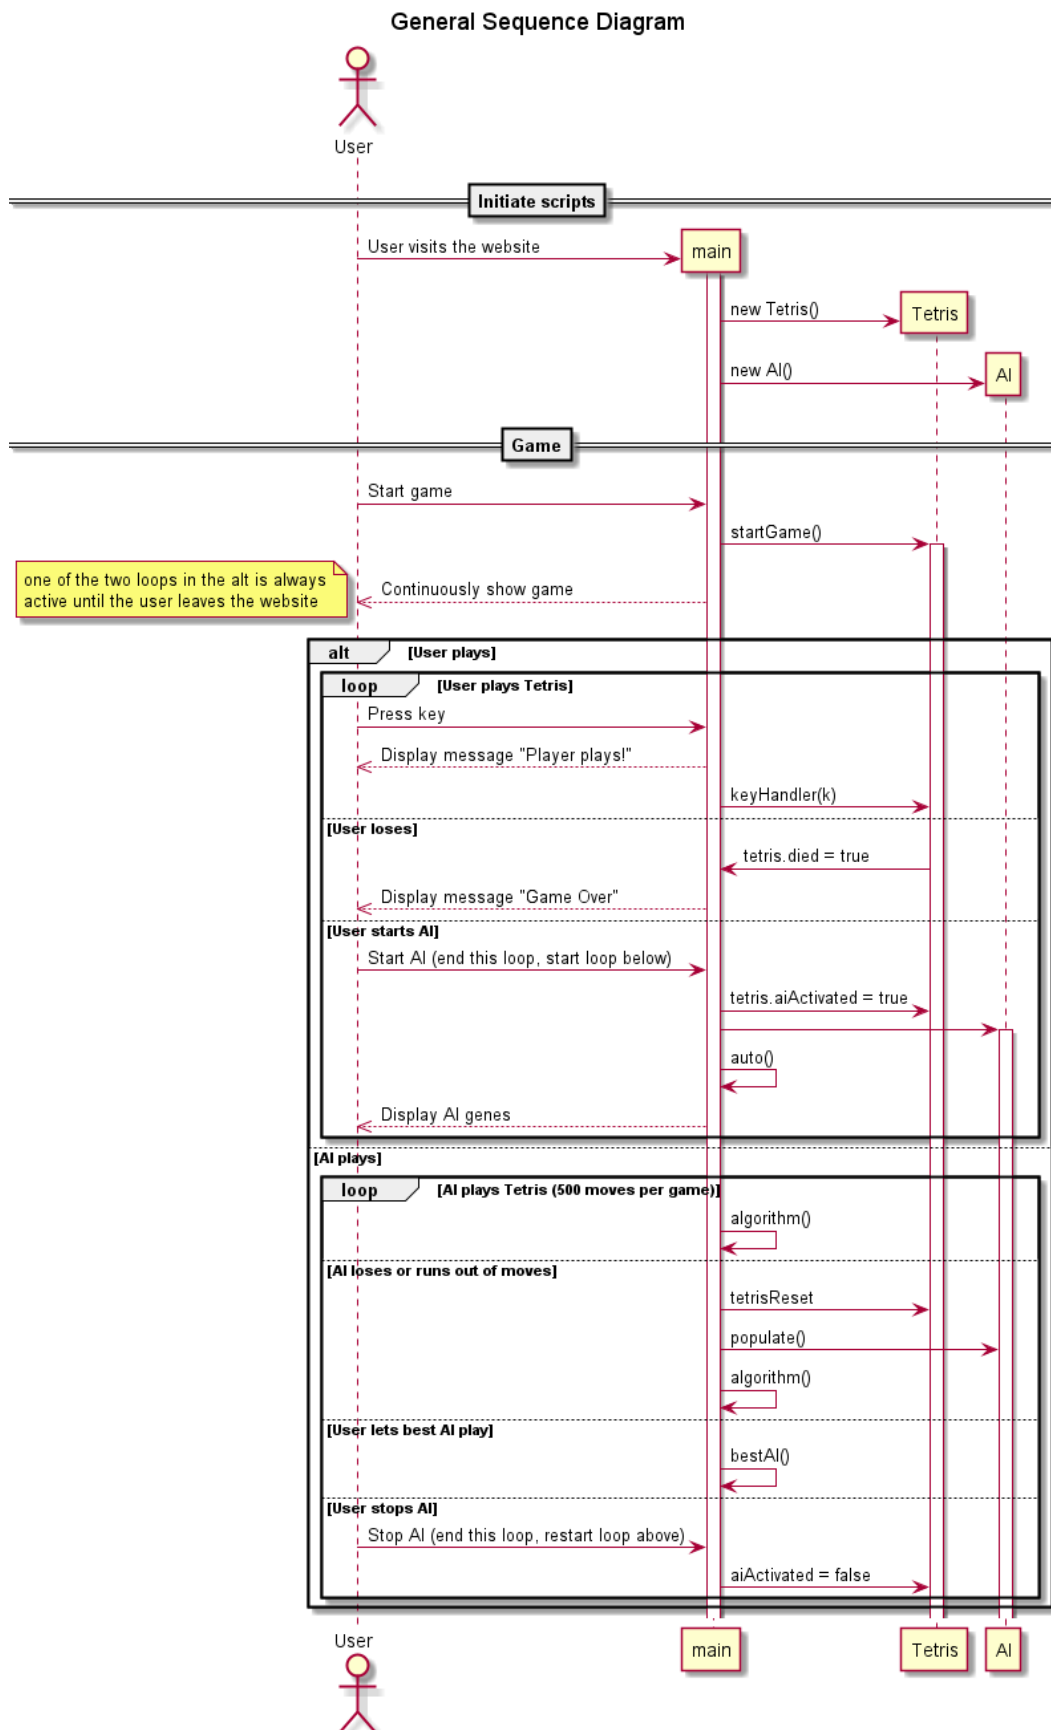 General Sequence Diagram
User
Initiate scripts
User visits the website
main
new Tetris()
Tetris
new AI()
AI
Game
Start game
startGame()
one of the two loops in the alt is always
active until the user leaves the website
Continuously show game
alt [User plays]
loop [User plays Tetris]
Press key
Display message "Player plays!"
keyHandler(k)
[User loses]
tetris.died = true
Display message "Game Over"
[User starts AI]
Start AI (end this loop, start loop below)
tetris.aiActivated = true
auto()
Display AI genes
[AI plays]
loop [AI plays Tetris (500 moves per game)]
algorithm()
[AI loses or runs out of moves]
tetrisReset
populate()
algorithm()
[User lets best AI play]
bestAI()
[User stops AI]
Stop AI (end this loop, restart loop above)
aiActivated = false
User main Tetris AI